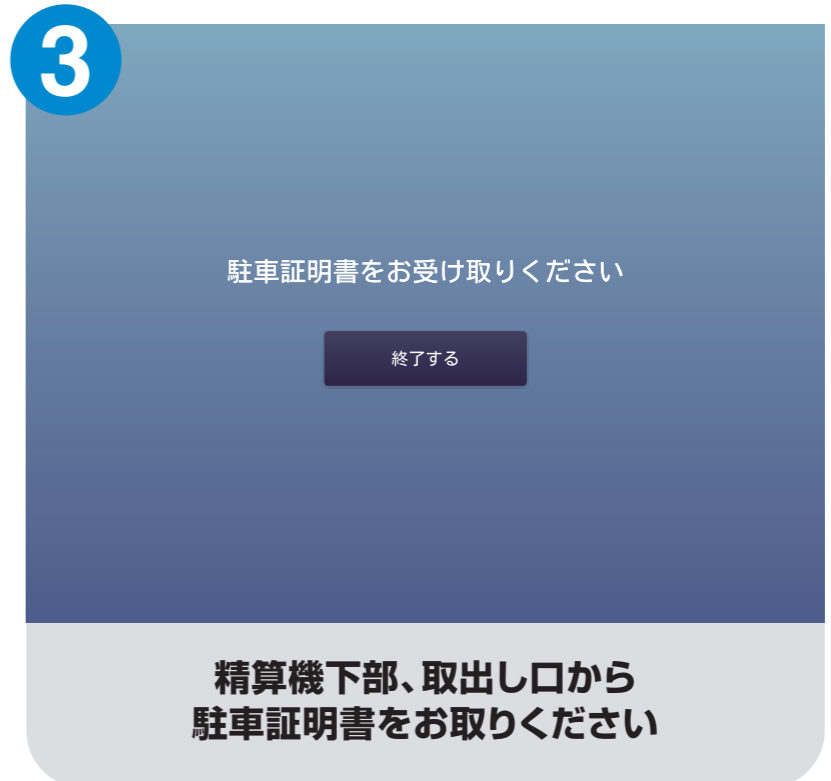 3
駐車証明書をお受け取りください
終了する
精算機下部、取出し口から
駐車証明書をお取りください